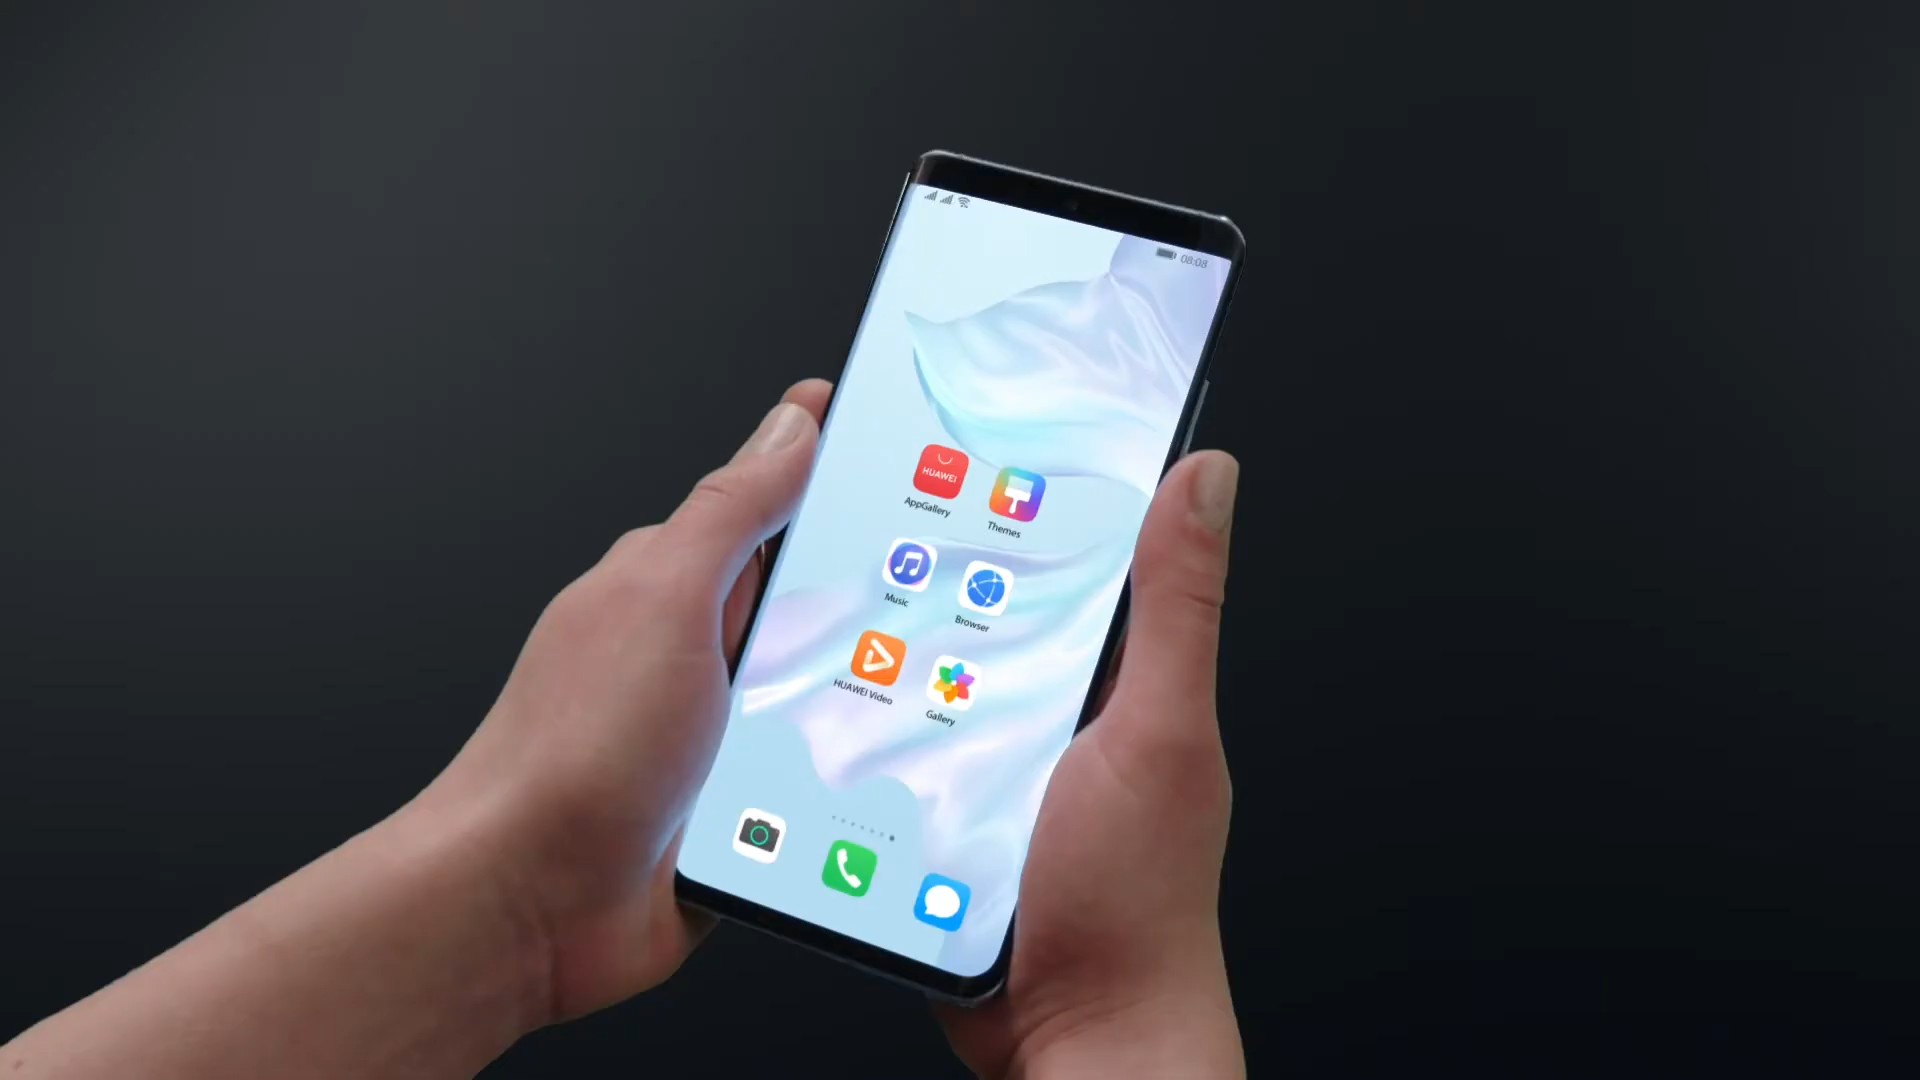 08:08
HUAWEI
AppGallery
Themes
Music
Browser
HUAWEI Video
Gallery